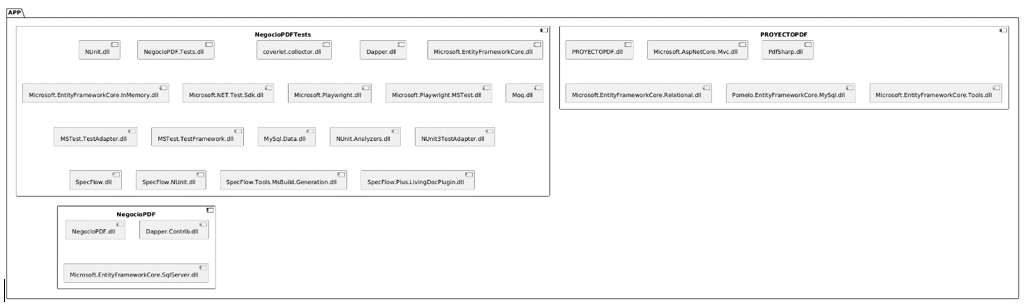 APP
NegocioPDFTests
NUnit.dll
NegocioPDF.Tests.dll
coverlet.collector.dll
Dapper.dll
Microsoft.EntityFrameworkCore.dll
Microsoft.EntityFrameworkCore.InMemory.dll
Microsoft.NET.Test.Sdk.dll
Microsoft.Playwright.dll
Microsoft.Playwright.MSTest.dll
Moq.dll
MSTest.TestAdapter.dll
MSTest.TestFramework.dll
MySql.Data.dll
NUnit.Analyzers.dll
NUnit3TestAdapter.dll
SpecFlow.dll
SpecFlow.NUnit.dll
SpecFlow.Tools.MsBuild.Generation.dll
SpecFlow.Plus.LivingDocPlugin.dll
PROYECTOPDF
PROYECTOPDF.dll
Microsoft.AspNetCore.Mvc.dll
PdfSharp.dll
Microsoft.EntityFrameworkCore.Relational.dll
Pomelo.EntityFrameworkCore.MySql.dll
Microsoft.EntityFrameworkCore.Tools.dll
NegocioPDF
NegocioPDF.dll
Dapper.Contrib.dll
Microsoft.EntityFrameworkCore.SqlServer.dll